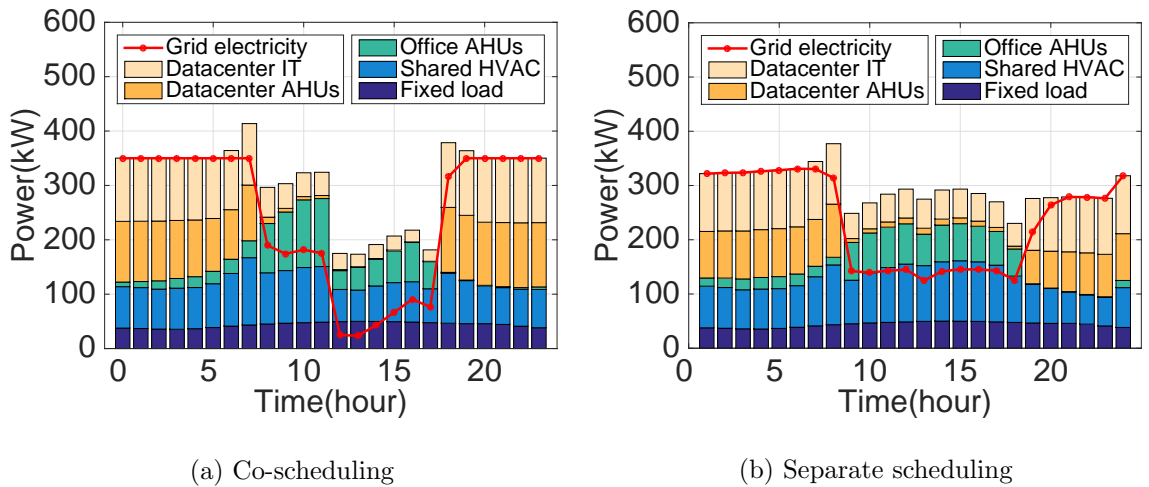 600
500
400
300
200
100
0
Power(kW)
Grid electricity
Datacenter IT
Datacenter AHUs
Office AHUs
Shared HVAC
Fixed load
0 5 10 15 20
Time(hour)
(a) Co-scheduling
600
500
400
300
200
100
0
Power(kW)
Grid electricity
Datacenter IT
Datacenter AHUs
Office AHUs
Shared HVAC
Fixed load
0 5 10 15 20
Time(hour)
(b) Separate scheduling